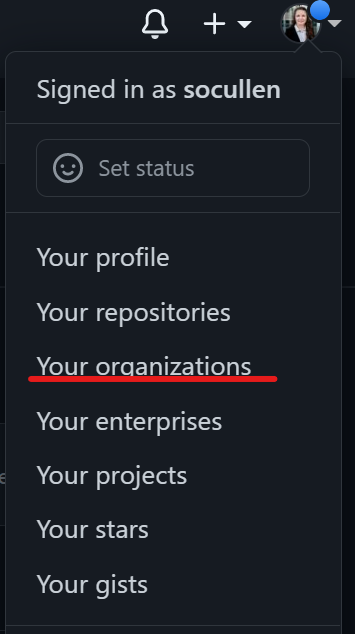 Signed in as socullen
Set status
Your profile
Your repositories
Your organizations
Your enterprises
Your projects
Your stars
Your gists